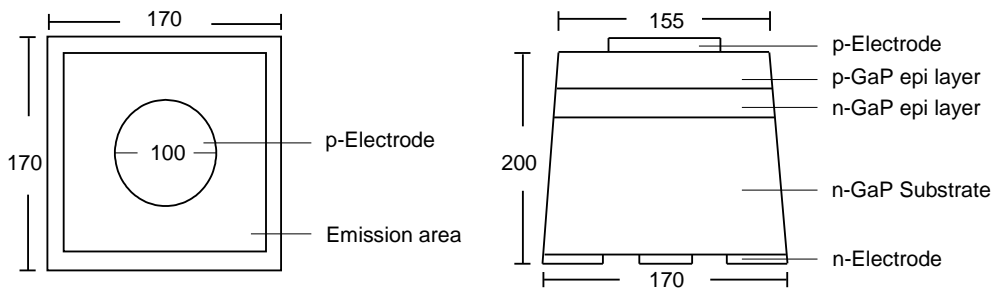 170
170
100
p-Electrode
Emission area
155
200
170
p-Electrode
p-GaP epi layer
n-GaP epi layer
n-GaP Substrate
n-Electrode